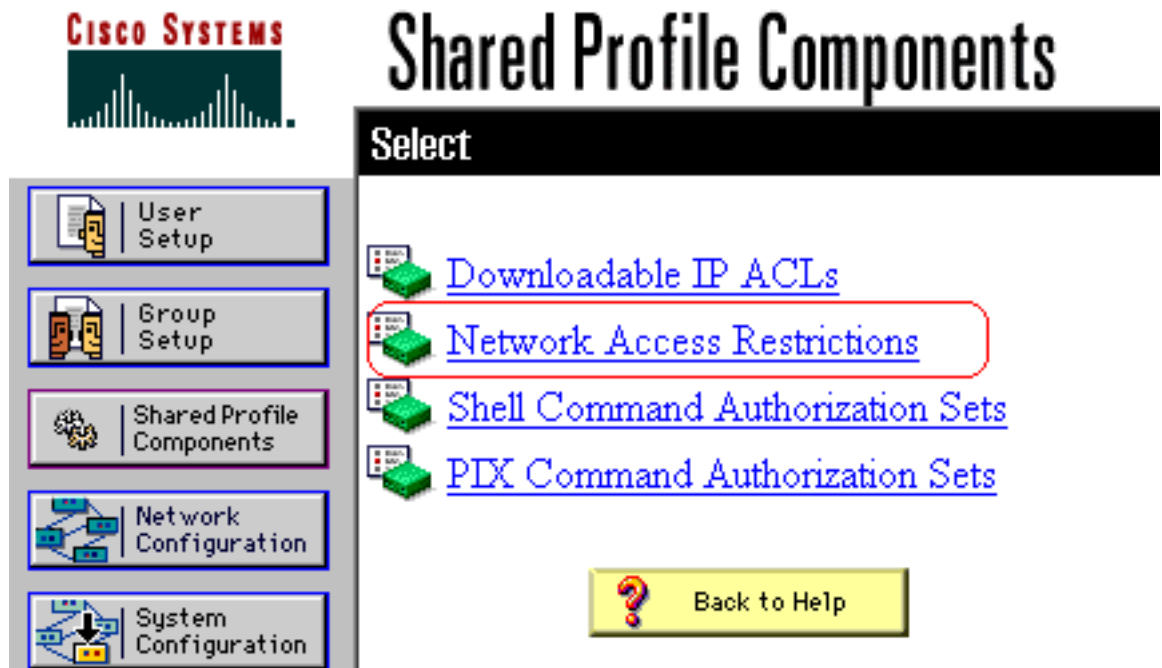 CISCO SYSTEMS
Shared Profile Components
Select
User
Setup
Group
Setup
Shared Profile
Components
Network
Configuration
System
Configuration
Downloadable IP ACLs
Network Access Restrictions
Shell Command Authorization Sets
PIX Command Authorization Sets
? Back to Help